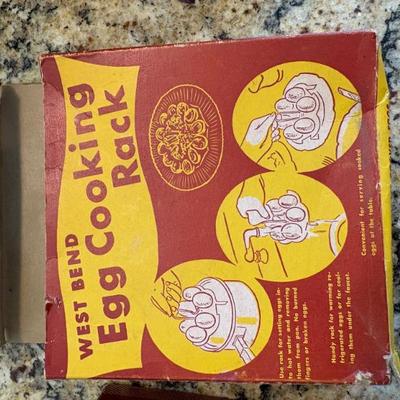 WEST BEND
Egg Cooking
Rack
Use rack for setting eggs in-
to hot water and removing
them from pan. No burned
fingers or broken eggs.
Handy rack for warming re-
frigerated eggs or for cool-
ing them under the faucet.
Convenient for serving cooked
eggs at the table.